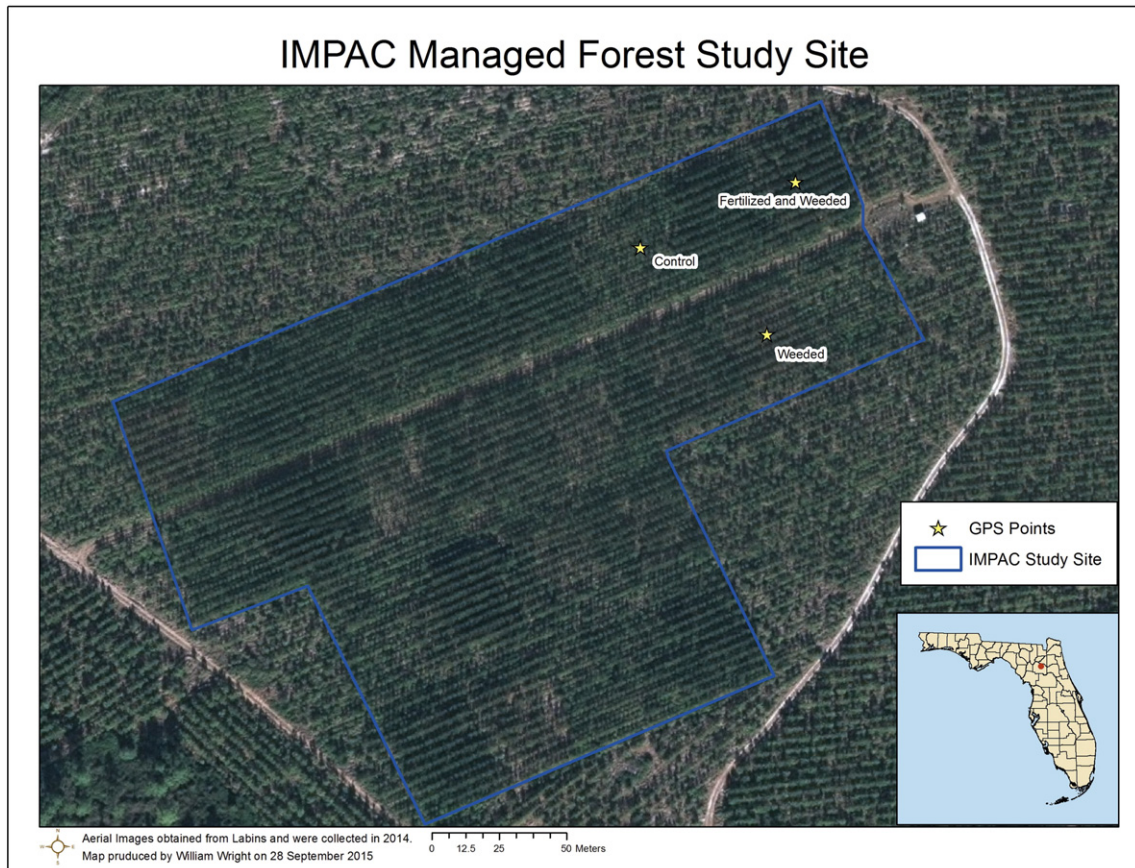 IMPAC Managed Forest Study Site
Fertilized and Weeded
Control
Weeded
GPS Points
IMPAC Study Site
Aerial Images obtained from Labins and were collected in 2014.
Map pruduced by William Wright on 28 September 2015
0 12.5 25 50 Meters